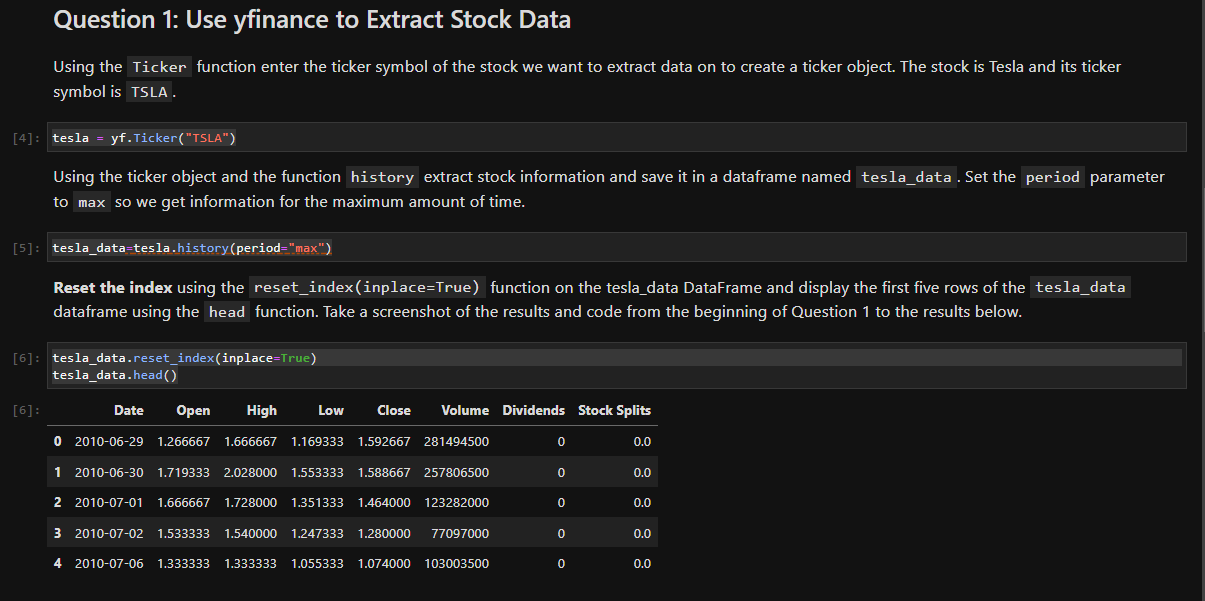 Question 1: Use yfinance to Extract Stock Data
Using the Ticker function enter the ticker symbol of the stock we want to extract data on to create a ticker object. The stock is Tesla and its ticker
symbol is TSLA.
[4]: tesla = yf.Ticker("TSLA")
Using the ticker object and the function history extract stock information and save it in a dataframe named tesla_data. Set the period parameter
to max so we get information for the maximum amount of time.
[5]: tesla_data=tesla.history(period="max")
Reset the index using the reset_index(inplace=True) function on the tesla_data DataFrame and display the first five rows of the tesla_data
dataframe using the head function. Take a screenshot of the results and code from the beginning of Question 1 to the results below.
[6]: tesla_data.reset_index(inplace=True)
tesla_data.head()
[6]: Date Open High Low Close Volume Dividends Stock Splits
0 2010-06-29 1.266667 1.666667 1.169333 1.592667 281494500 0 0.0
1 2010-06-30 1.719333 2.028000 1.553333 1.588667 257806500 0 0.0
2 2010-07-01 1.666667 1.728000 1.351333 1.464000 123282000 0 0.0
3 2010-07-02 1.533333 1.540000 1.247333 1.280000 77097000 0 0.0
4 2010-07-06 1.333333 1.333333 1.055333 1.074000 103003500 0 0.0